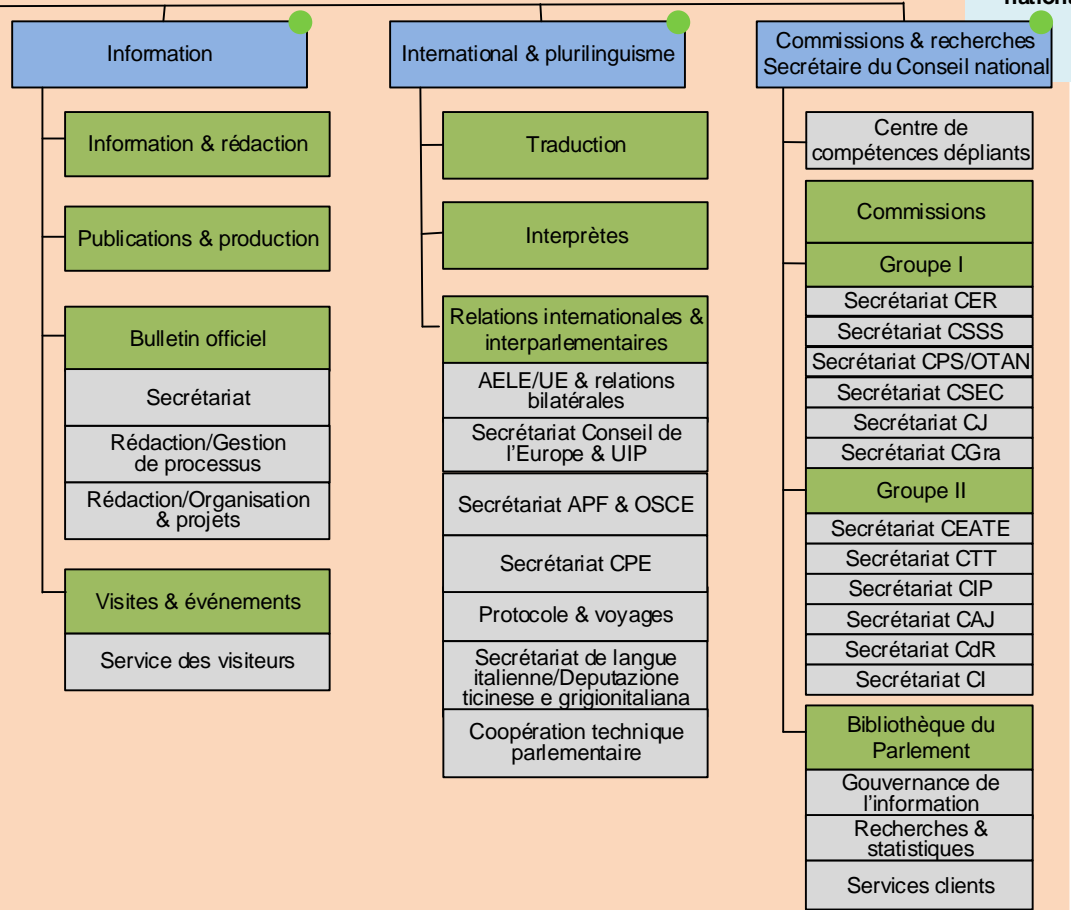 Information
Information & rédaction
Publications & production
Bulletin officiel
Secrétariat
Rédaction/Gestion
de processus
Rédaction/Organisation
& projets
Visites & événements
Service des visiteurs
International & plurilinguisme
Traduction
Interprètes
Relations internationales &
interparlementaires
AELE/UE & relations
bilatérales
Secrétariat Conseil de
l'Europe & UIP
Secrétariat APF & OSCE
Secrétariat CPE
Protocole & voyages
Secrétariat de langue
italienne/Deputazione
ticinese e grigionitaliana
Coopération technique
parlementaire
Commissions & recherches
Secrétaire du Conseil national
Centre de
compétences dépliants
Commissions
Groupe I
Secrétariat CER
Secrétariat CSSS
Secrétariat CPS/OTAN
Secrétariat CSEC
Secrétariat CJ
Secrétariat CGra
Groupe II
Secrétariat CEATE
Secrétariat CTT
Secrétariat CIP
Secrétariat CAJ
Secrétariat CdR
Secrétariat CI
Bibliothèque du
Parlement
Gouvernance de
l'information
Recherches &
statistiques
Services clients